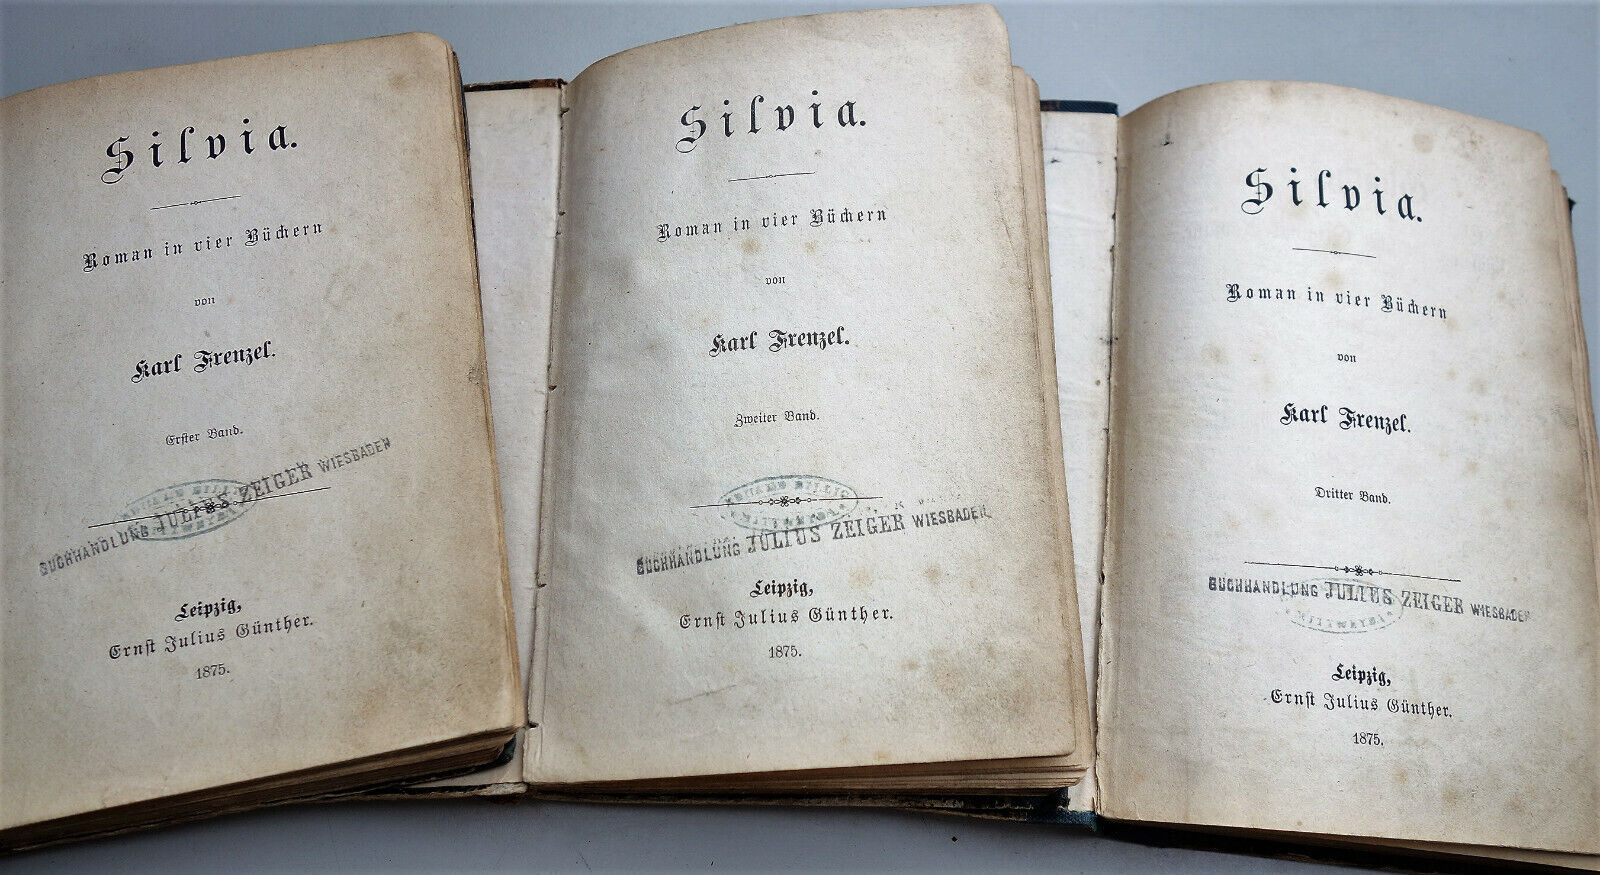 Silvia.
Roman in vier Büchern
von
Karl Frenzel.
Erster Band.
BUCHHANDLUNG JULIUS ZEIGER WIESBADEN
Leipzig,
Ernst Julius Günther.
1875.
Silvia.
Roman in vier Büchern
von
Karl Frenzel.
Zweiter Band.
BUCHHANDLUNG JULIUS ZEIGER WIESBADEN
Leipzig,
Ernst Julius Günther.
1875.
Silvia.
Roman in vier Büchern
von
Karl Frenzel.
Dritter Band.
BUCHHANDLUNG JULIUS ZEIGER WIESBADEN
MITTWEYDA
Leipzig,
Ernst Julius Günther.
1875.